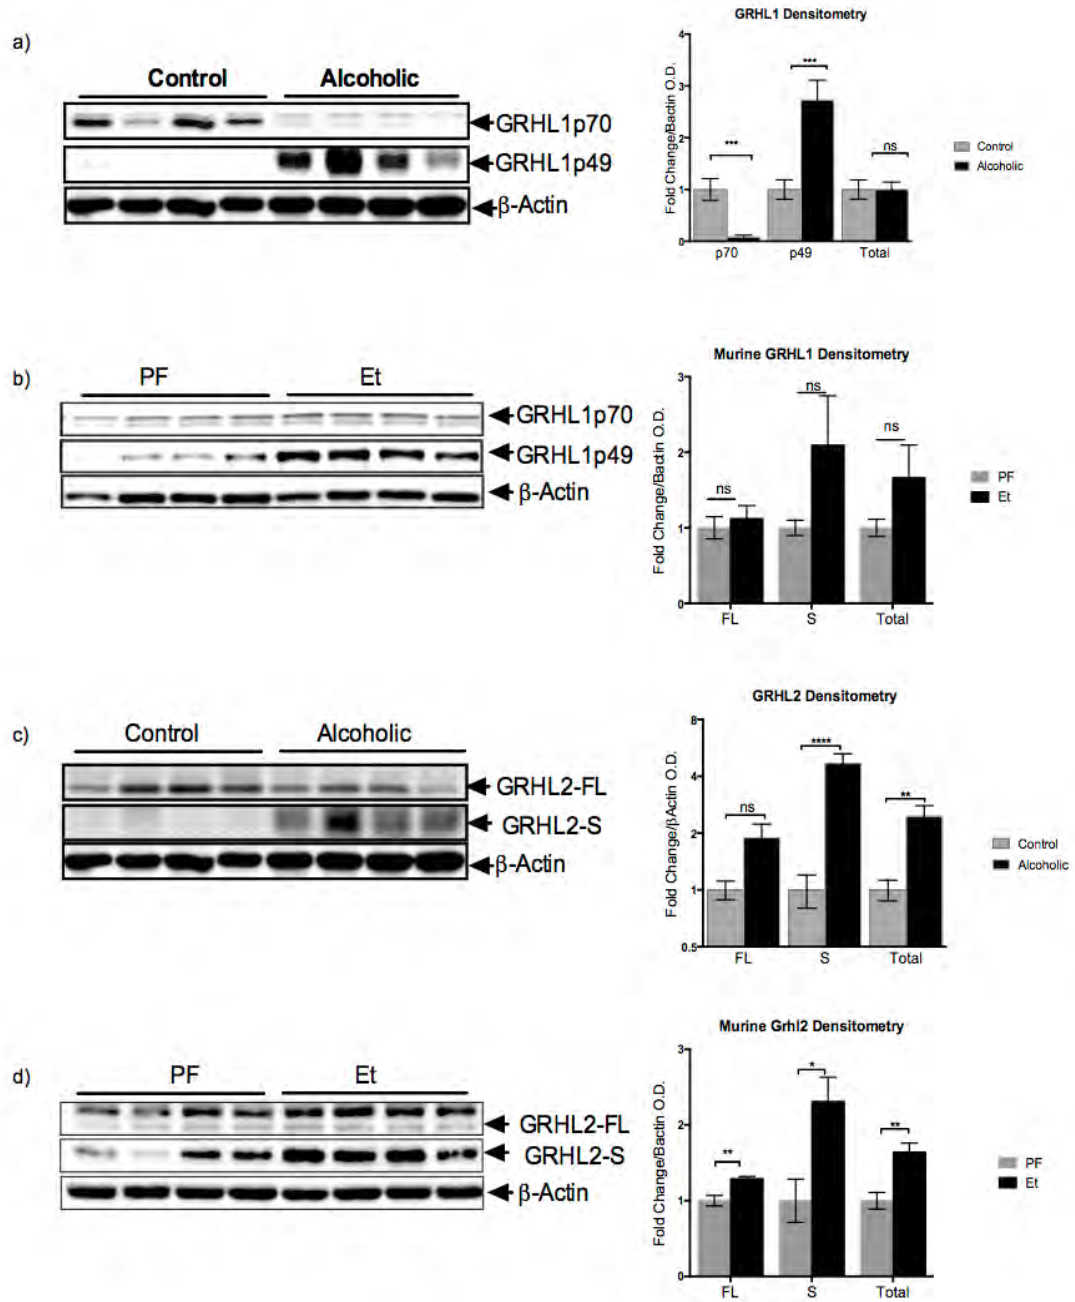 a)
Control Alcoholic
GRHL1p70
GRHL1p49
β-Actin
GRHL1 Densitometry
Fold Change/Bactin O.D.
4
3
2
1
0
***
***
ns
p70 p49 Total
Control
Alcoholic
b)
PF Et
GRHL1p70
GRHL1p49
β-Actin
Murine GRHL1 Densitometry
Fold Change/Bactin O.D.
3
2
1
0
ns
ns
ns
FL S Total
PF
Et
c)
Control Alcoholic
GRHL2-FL
GRHL2-S
β-Actin
GRHL2 Densitometry
Fold Change/βActin O.D.
8
4
2
1
0.5
ns
****
**
FL S Total
Control
Alcoholic
d)
PF Et
GRHL2-FL
GRHL2-S
β-Actin
Murine Grhl2 Densitometry
Fold Change/Bactin O.D.
3
2
1
0
**
*
**
FL S Total
PF
Et